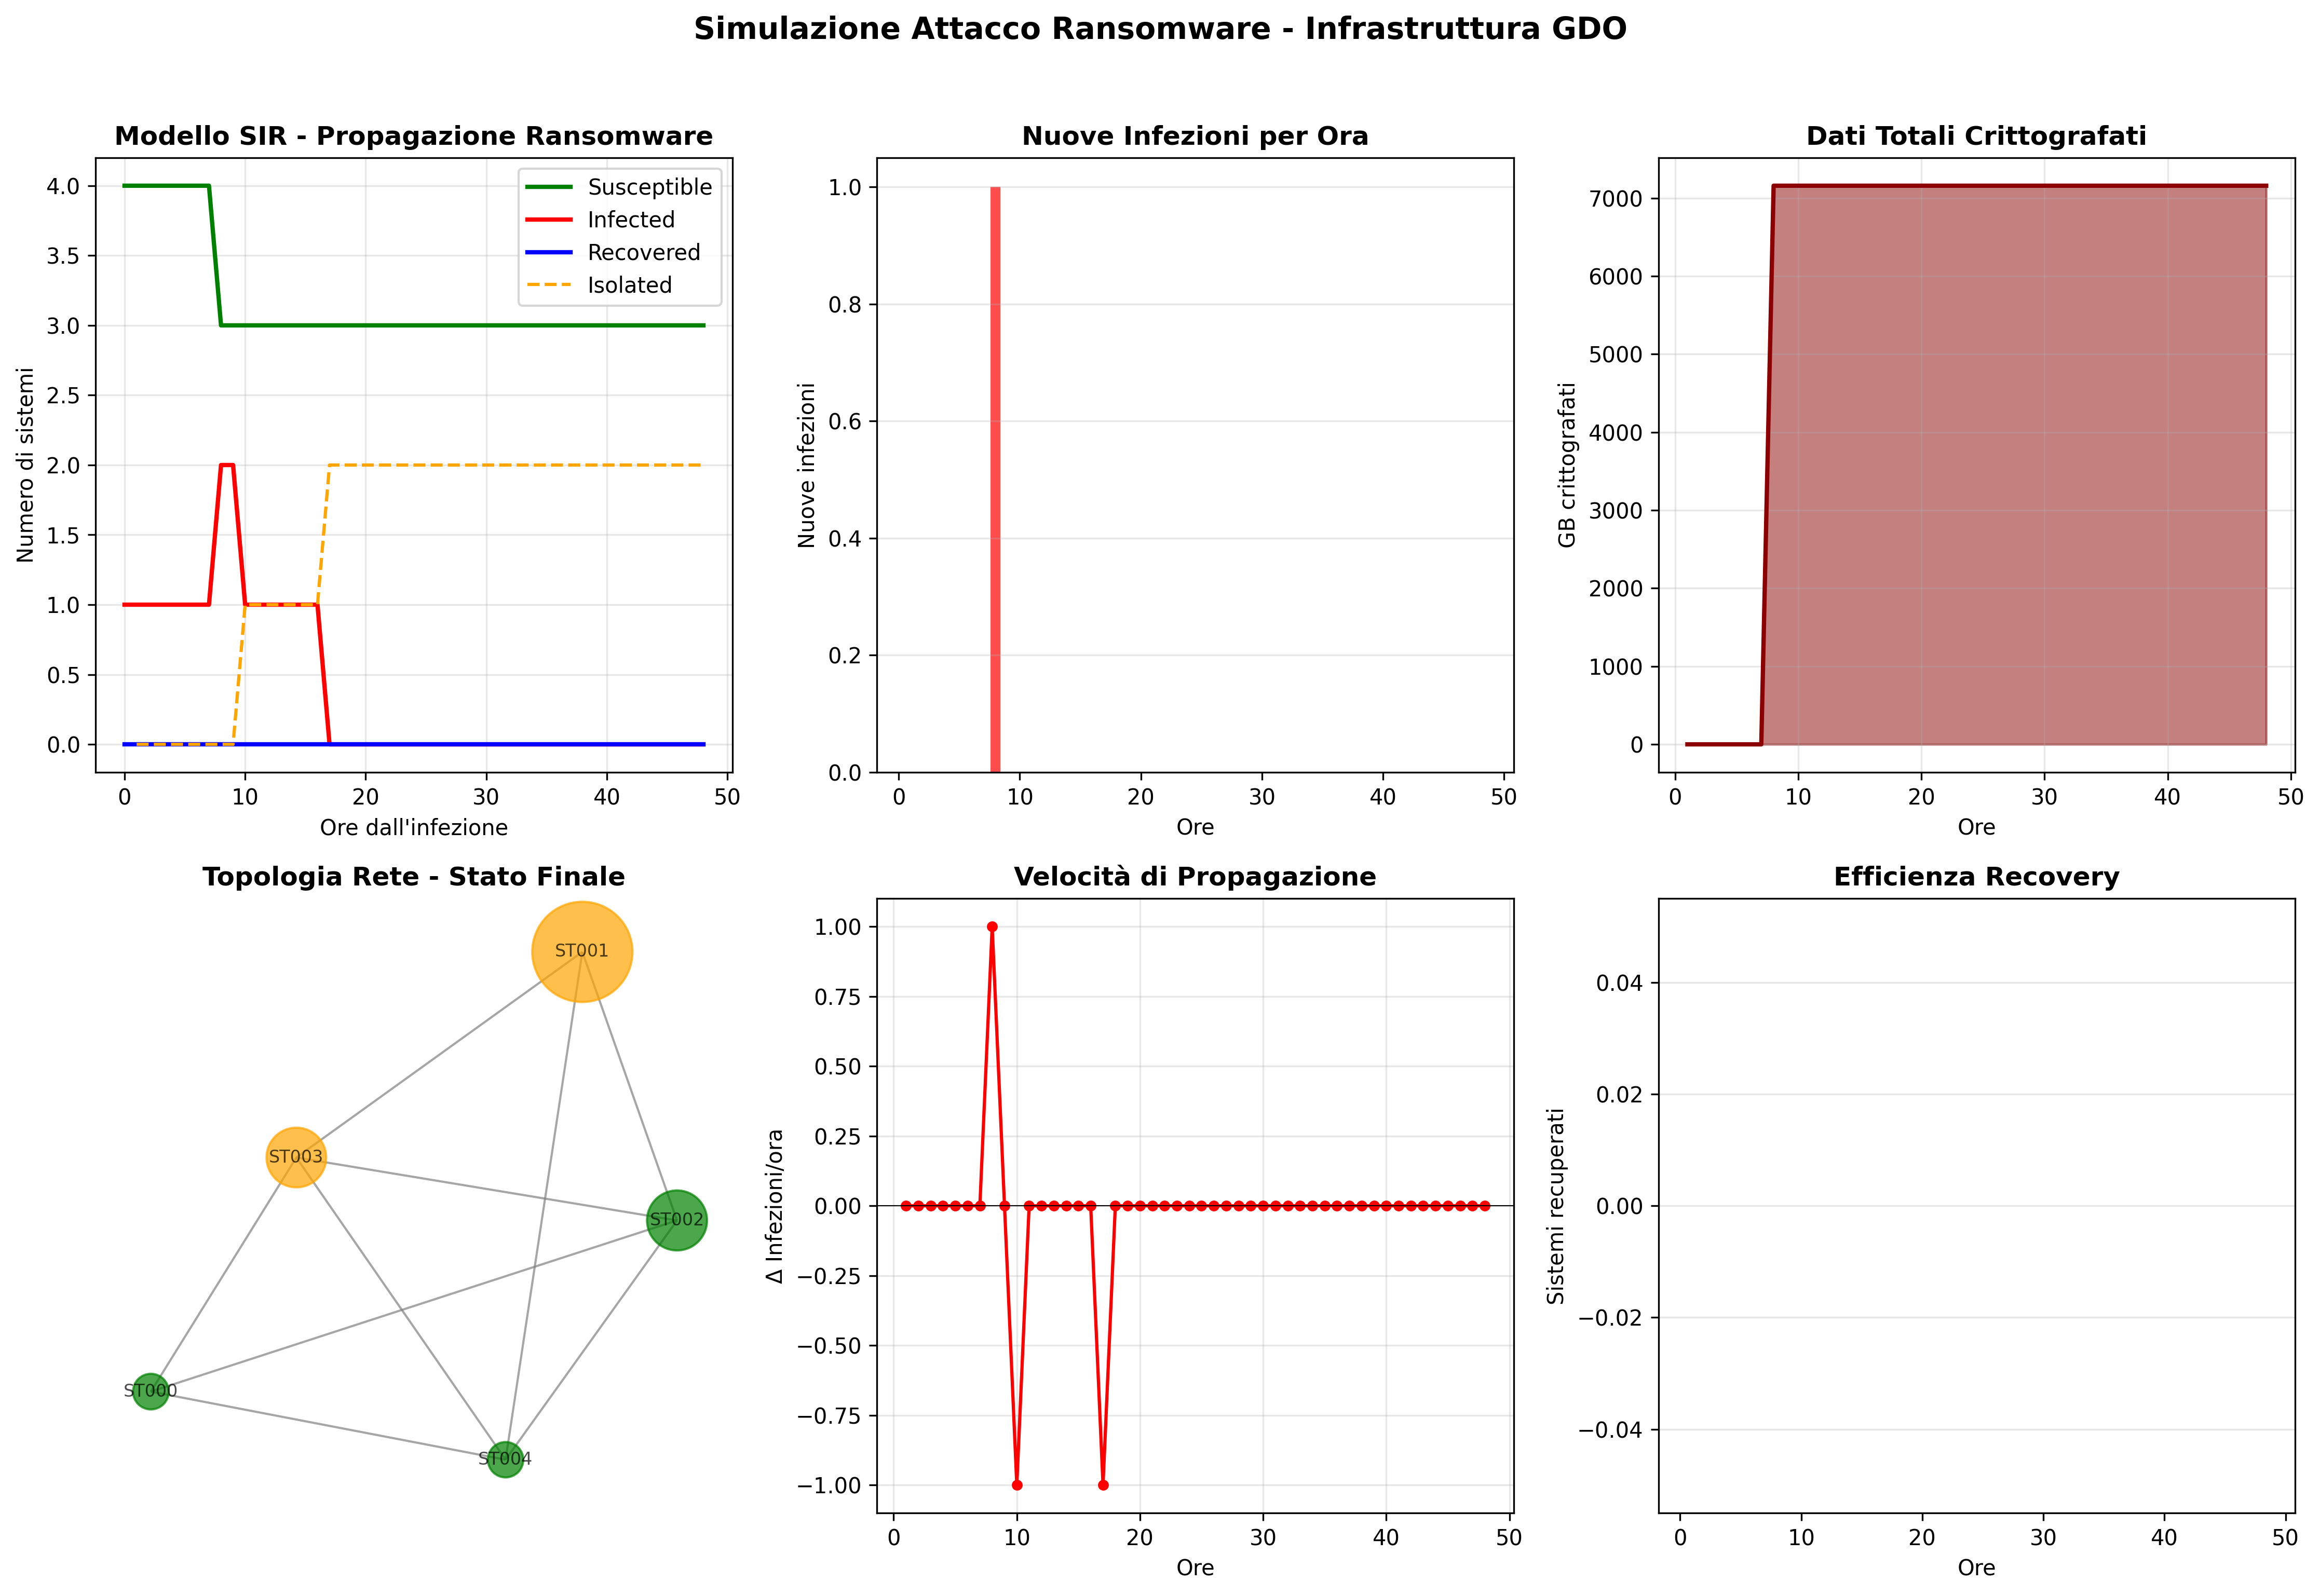 Simulazione Attacco Ransomware - Infrastruttura GDO
Modello SIR - Propagazione Ransomware
4.0
3.5
3.0
2.5
2.0
1.5
1.0
0.5
0.0
Numero di sistemi
Susceptible
Infected
Recovered
Isolated
0 10 20 30 40 50
Ore dall'infezione
Nuove Infezioni per Ora
1.0
0.8
0.6
0.4
0.2
0.0
Nuove infezioni
0 10 20 30 40 50
Ore
Dati Totali Crittografati
7000
6000
5000
4000
3000
2000
1000
0
GB crittografati
0 10 20 30 40 50
Ore
Topologia Rete - Stato Finale
ST001
ST003
ST002
ST000
ST004
Velocità di Propagazione
1.00
0.75
0.50
0.25
0.00
−0.25
−0.50
−0.75
−1.00
Δ Infezioni/ora
0 10 20 30 40 50
Ore
Efficienza Recovery
0.04
0.02
0.00
−0.02
−0.04
Sistemi recuperati
0 10 20 30 40 50
Ore